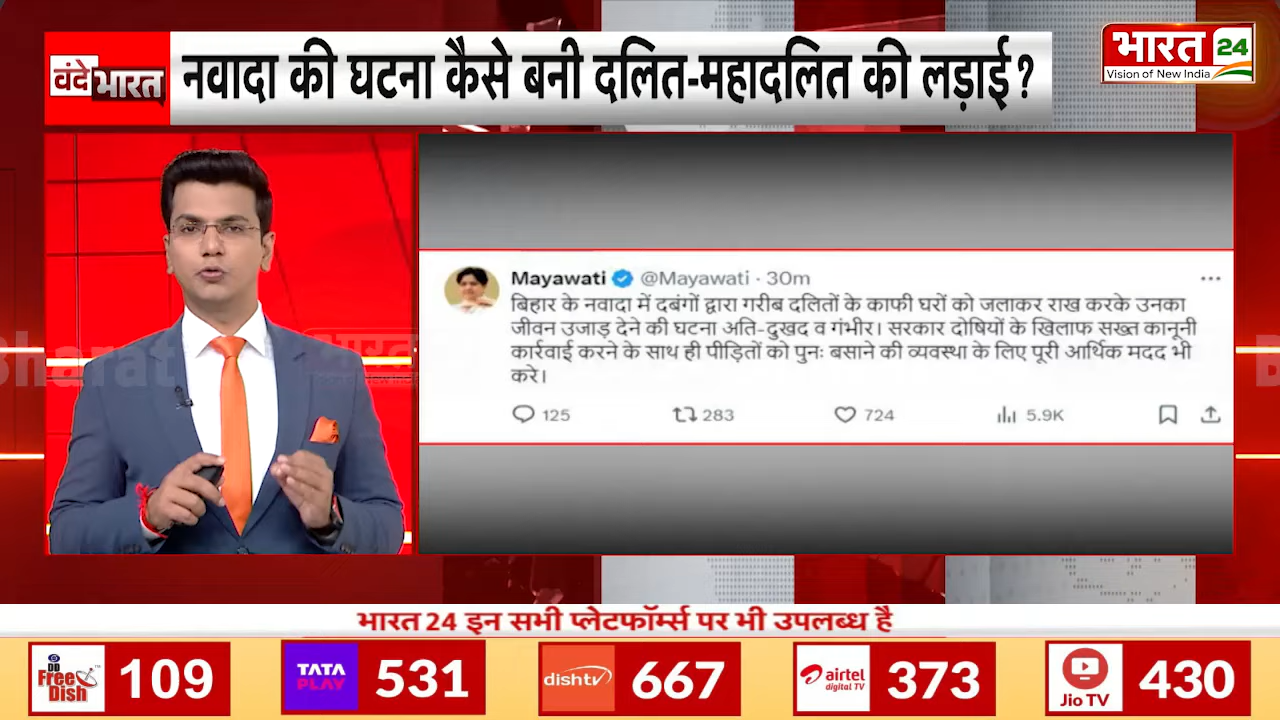 वंदे भारत
नवादा की घटना कैसे बनी दलित-महादलित की लड़ाई?
भारत 24
Vision of New India
Mayawati @Mayawati · 30m
बिहार के नवादा में दबंगों द्वारा गरीब दलितों के काफी घरों को जलाकर राख करके उनका
जीवन उजाड़ देने की घटना अति-दुखद व गंभीर। सरकार दोषियों के खिलाफ सख्त कानूनी
कार्रवाई करने के साथ ही पीड़ितों को पुनः बसाने की व्यवस्था के लिए पूरी आर्थिक मदद भी
करे।
125 283 724 5.9K
Bharat
भारत
भारत 24 इन सभी प्लेटफॉर्म्स पर भी उपलब्ध है
DD Free Dish 109
TATA PLAY 531
dishtv 667
airtel digital TV 373
Jio TV 430